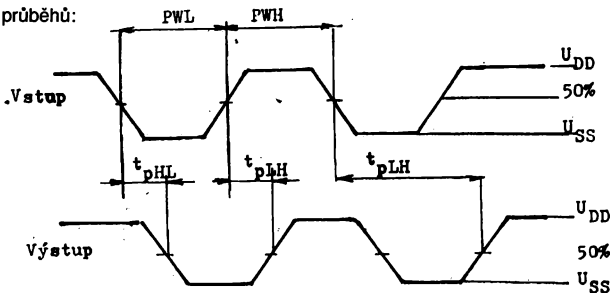 průběhů:
PWL PWH
U_DD
.Vstup
50%
U_SS
t_pHL t_pLH t_pLH
U_DD
Výstup
50%
U_SS